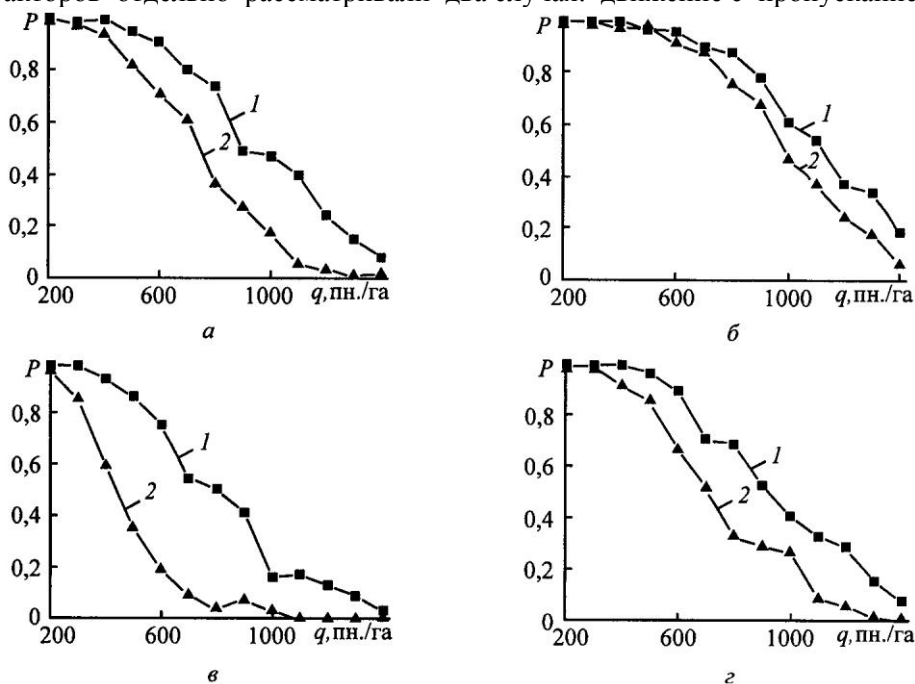 акторов отдельно рассматривали два случая: движение с пропускание
P
0,8
0,6
0,4
0,2
0
1
2
200 600 1000 q,пн./га
а
P
0,8
0,6
0,4
0,2
0
1
2
200 600 1000 q,пн./га
б
P
0,8
0,6
0,4
0,2
0
1
2
200 600 1000 q,пн./га
в
P
0,8
0,6
0,4
0,2
0
1
2
200 600 1000 q,пн./га
г